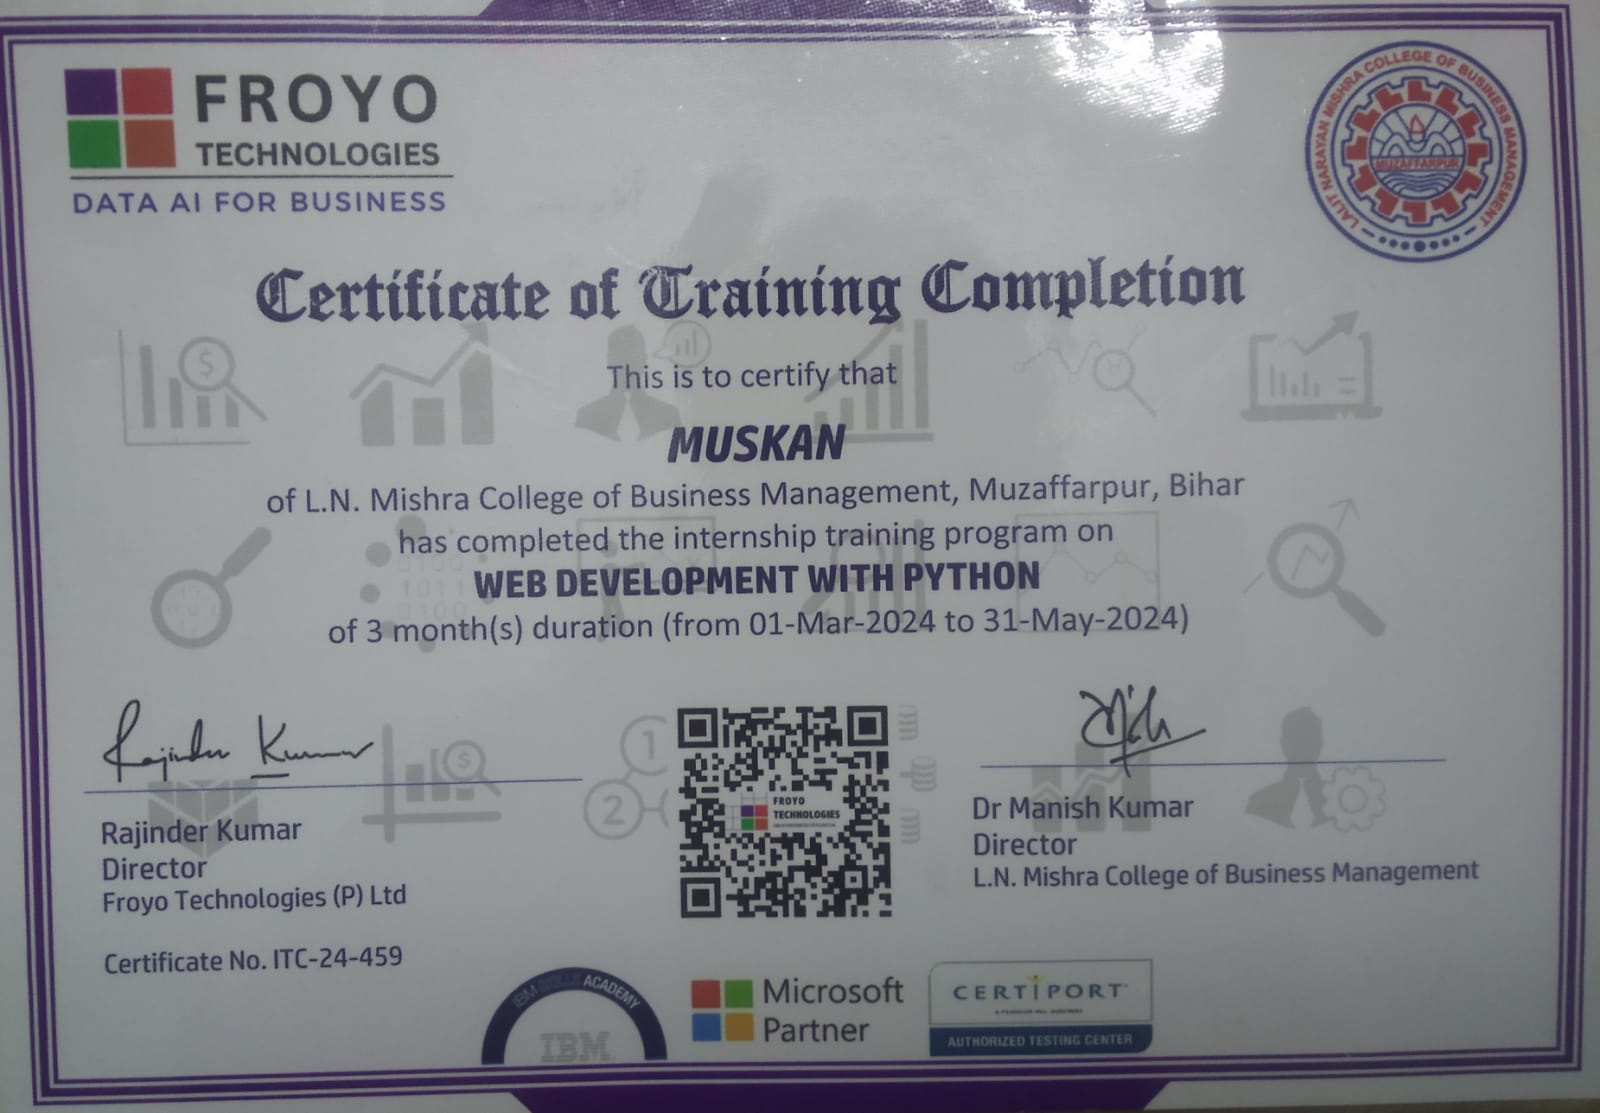 FROYO
TECHNOLOGIES
DATA AI FOR BUSINESS
LALIT NARAYAN MISHRA COLLEGE OF BUSINESS MANAGEMENT
MUZAFFARPUR
Certificate of Training Completion
This is to certify that
MUSKAN
of L.N. Mishra College of Business Management, Muzaffarpur, Bihar
has completed the internship training program on
WEB DEVELOPMENT WITH PYTHON
of 3 month(s) duration (from 01-Mar-2024 to 31-May-2024)
Rajinder Kumar
1
2
FROYO
TECHNOLOGIES
Rajinder Kumar
Director
Froyo Technologies (P) Ltd
Certificate No. ITC-24-459
Dr Manish Kumar
Director
L.N. Mishra College of Business Management
IBM ACADEMY
IBM
Microsoft
Partner
CERTIPORT
AUTHORIZED TESTING CENTER